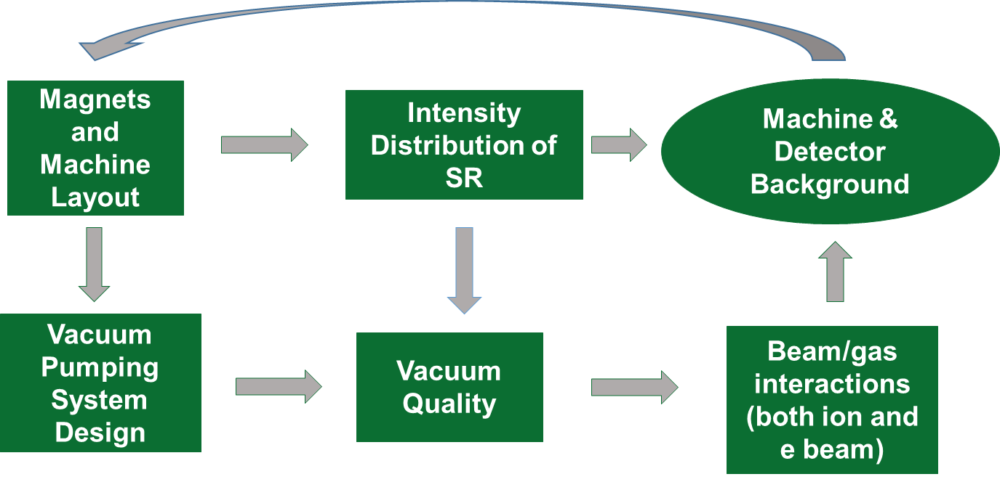 Magnets
and
Machine
Layout
Intensity
Distribution of
SR
Machine &
Detector
Background
Vacuum
Pumping
System
Design
Vacuum
Quality
Beam/gas
interactions
(both ion and
e beam)